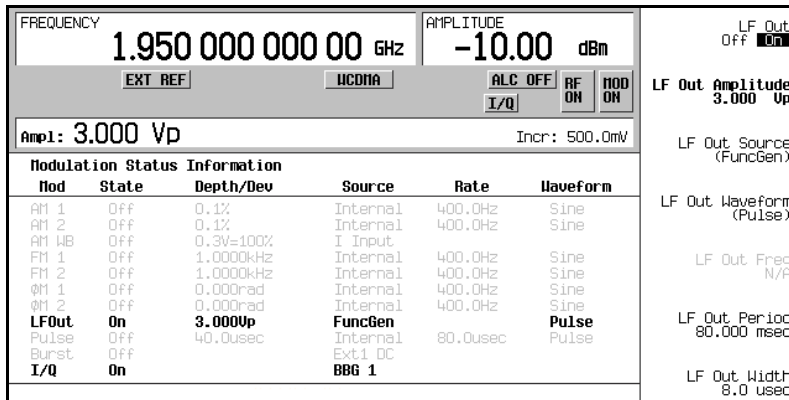 FREQUENCY
1.950 000 000 00 GHz
AMPLITUDE
-10.00 dBm
EXT REF
WCDMA
ALC OFF
I/Q
RF ON
MOD ON
Ampl: 3.000 Vp
Incr: 500.0mV
Modulation Status Information
Mod State Depth/Dev Source Rate Waveform
AM 1 Off 0.1% Internal 400.0Hz Sine
AM 2 Off 0.1% Internal 400.0Hz Sine
AM WB Off 0.3V=100% I Input
FM 1 Off 1.0000kHz Internal 400.0Hz Sine
FM 2 Off 1.0000kHz Internal 400.0Hz Sine
ΦM 1 Off 0.000rad Internal 400.0Hz Sine
ΦM 2 Off 0.000rad Internal 400.0Hz Sine
LFOut On 3.000Vp FuncGen Pulse
Pulse Off 40.0usec Internal 80.0usec Pulse
Burst Off Ext1 DC
I/Q On BBG 1
LF Out
Off On
LF Out Amplitude
3.000 Vp
LF Out Source
(FuncGen)
LF Out Waveform
(Pulse)
LF Out Freq
N/A
LF Out Period
80.000 msec
LF Out Width
8.0 usec